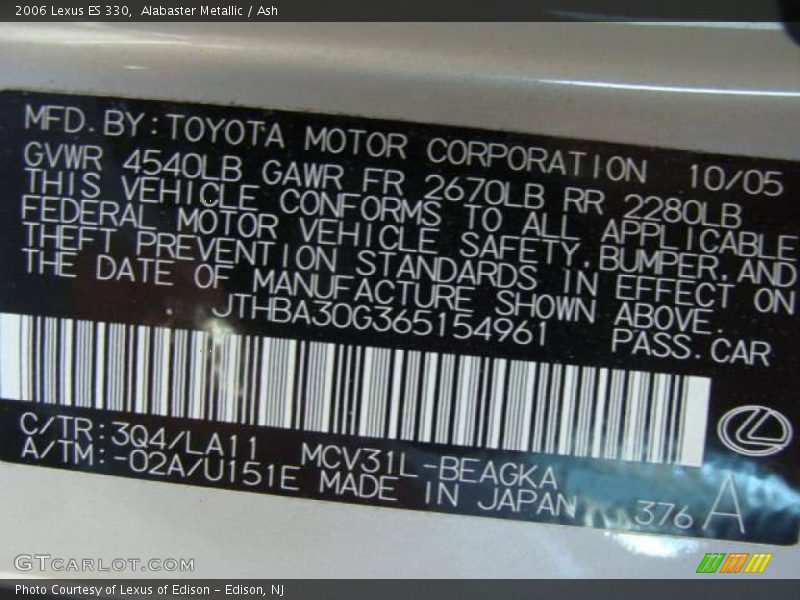 2006 Lexus ES 330, Alabaster Metallic / Ash
MFD. BY: TOYOTA MOTOR CORPORATION 10/05
GVWR 4540LB GAWR FR 2670LB RR 2280LB
THIS VEHICLE CONFORMS TO ALL APPLICABLE
FEDERAL MOTOR VEHICLE SAFETY, BUMPER, AND
THEFT PREVENTION STANDARDS IN EFFECT ON
THE DATE OF MANUFACTURE SHOWN ABOVE.
JTHBA30G365154961 PASS. CAR
C/TR: 3Q4/LA11 MCV31L-BEAGKA
A/TM: -02A/U151E MADE IN JAPAN 376 A
GTCARLOT.COM
Photo Courtesy of Lexus of Edison - Edison, NJ